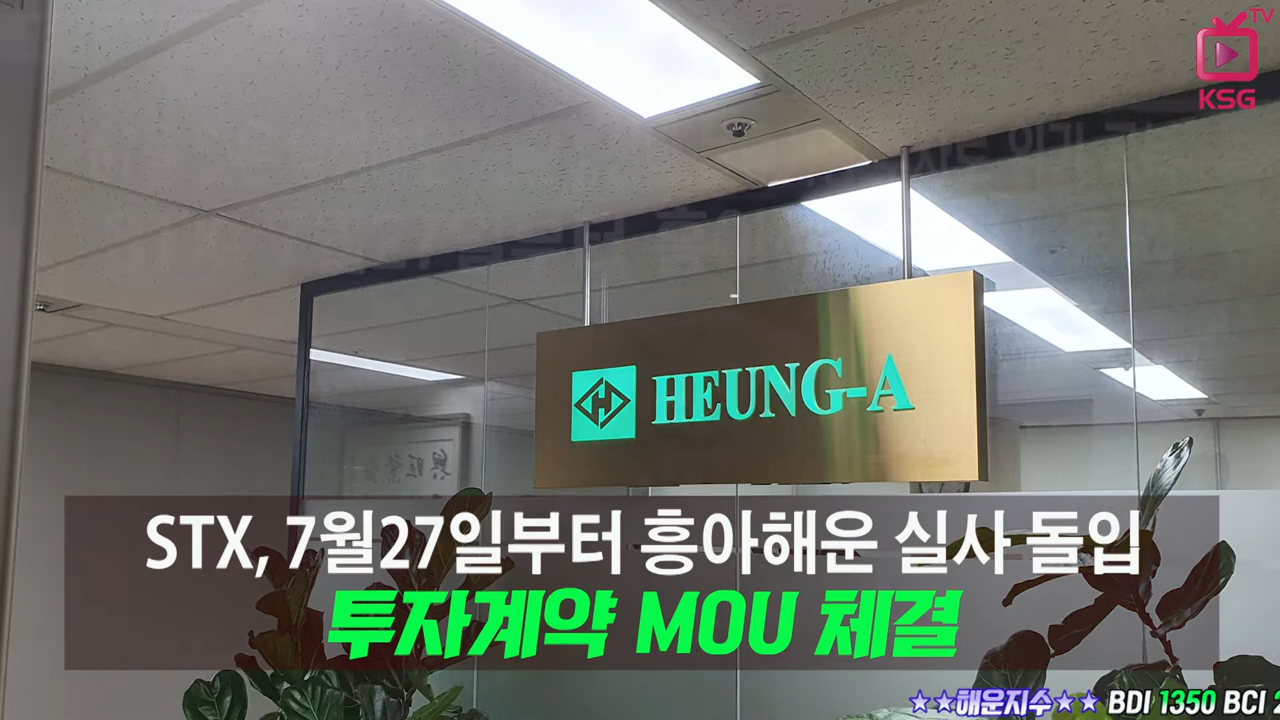 TV
KSG
HEUNG-A
STX, 7월27일부터 흥아해운 실사 돌입
투자계약 MOU 체결
★★해운지수★★ BDI 1350 BCI 2